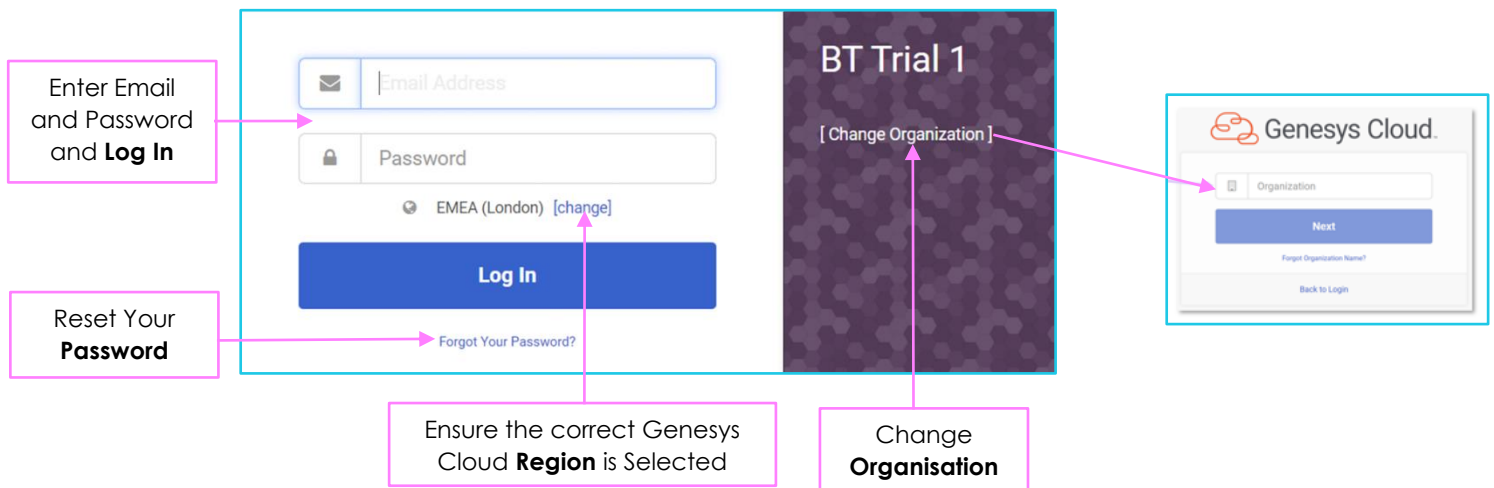 Enter Email
and Password
and Log In
Reset Your
Password
Email Address
Password
EMEA (London) [change]
Log In
Forgot Your Password?
BT Trial 1
[ Change Organization ]
Ensure the correct Genesys
Cloud Region is Selected
Change
Organisation
Genesys Cloud.
Organization
Next
Forgot Organization Name?
Back to Login